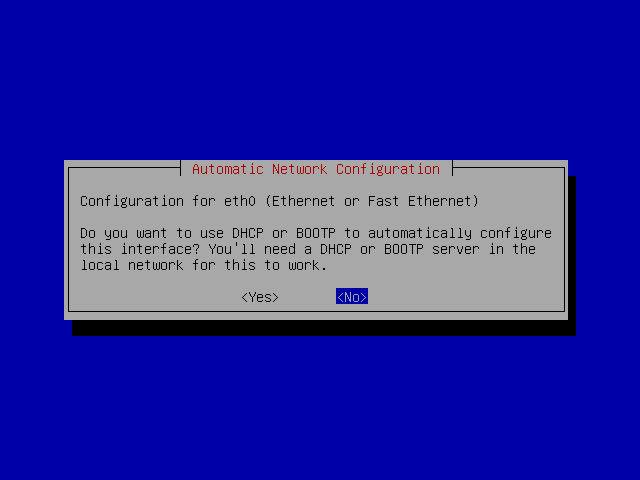 Automatic Network Configuration
Configuration for eth0 (Ethernet or Fast Ethernet)
Do you want to use DHCP or BOOTP to automatically configure
this interface? You'll need a DHCP or BOOTP server in the
local network for this to work.
<Yes> <No>